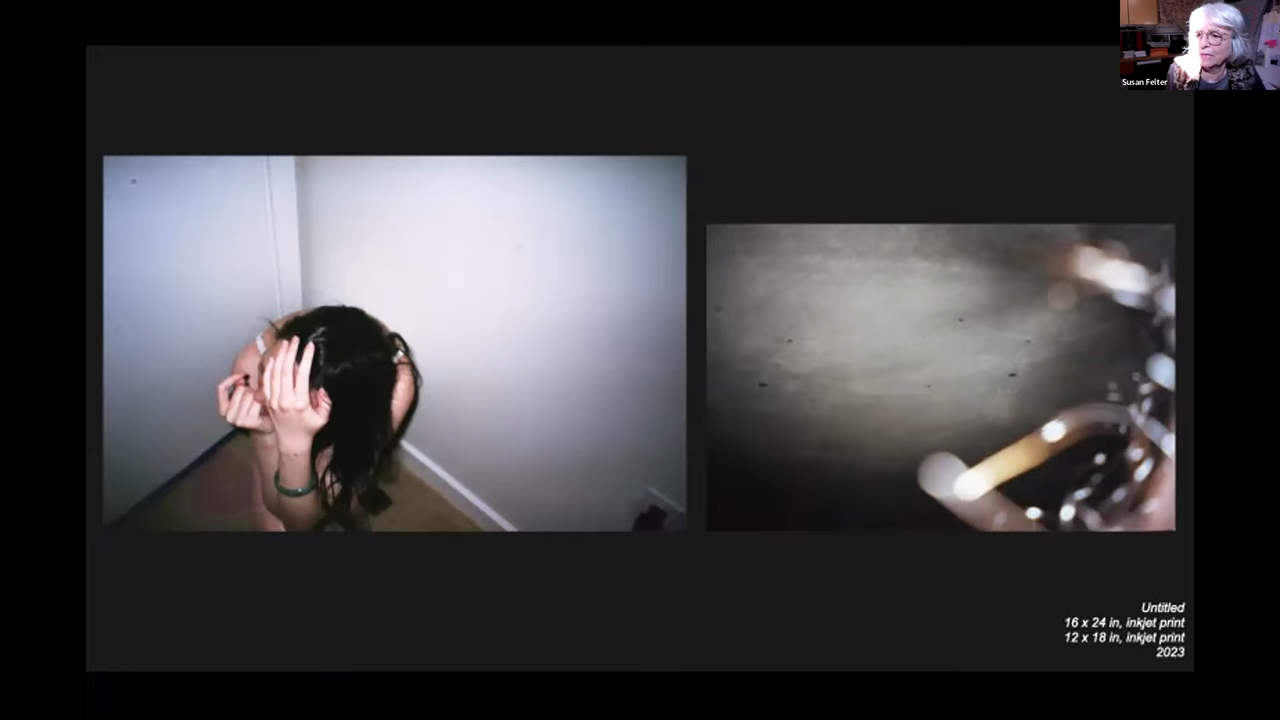 Susan Felter
Untitled
16 x 24 in, inkjet print
12 x 18 in, inkjet print
2023